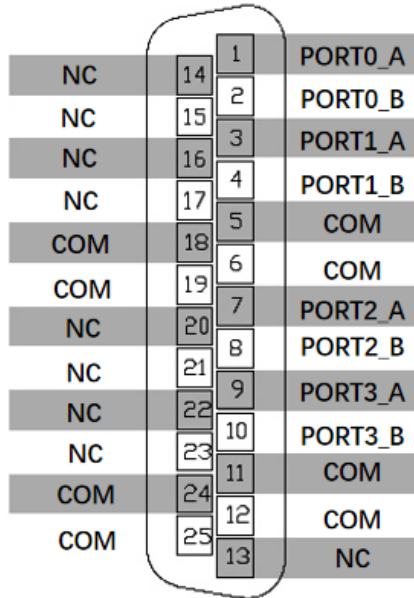 1 PORT0_A
NC 14
2 PORT0_B
NC 15
3 PORT1_A
NC 16
4 PORT1_B
NC 17
5 COM
COM 18
6 COM
COM 19
7 PORT2_A
NC 20
8 PORT2_B
NC 21
9 PORT3_A
NC 22
10 PORT3_B
NC 23
11 COM
COM 24
12 COM
COM 25
13 NC